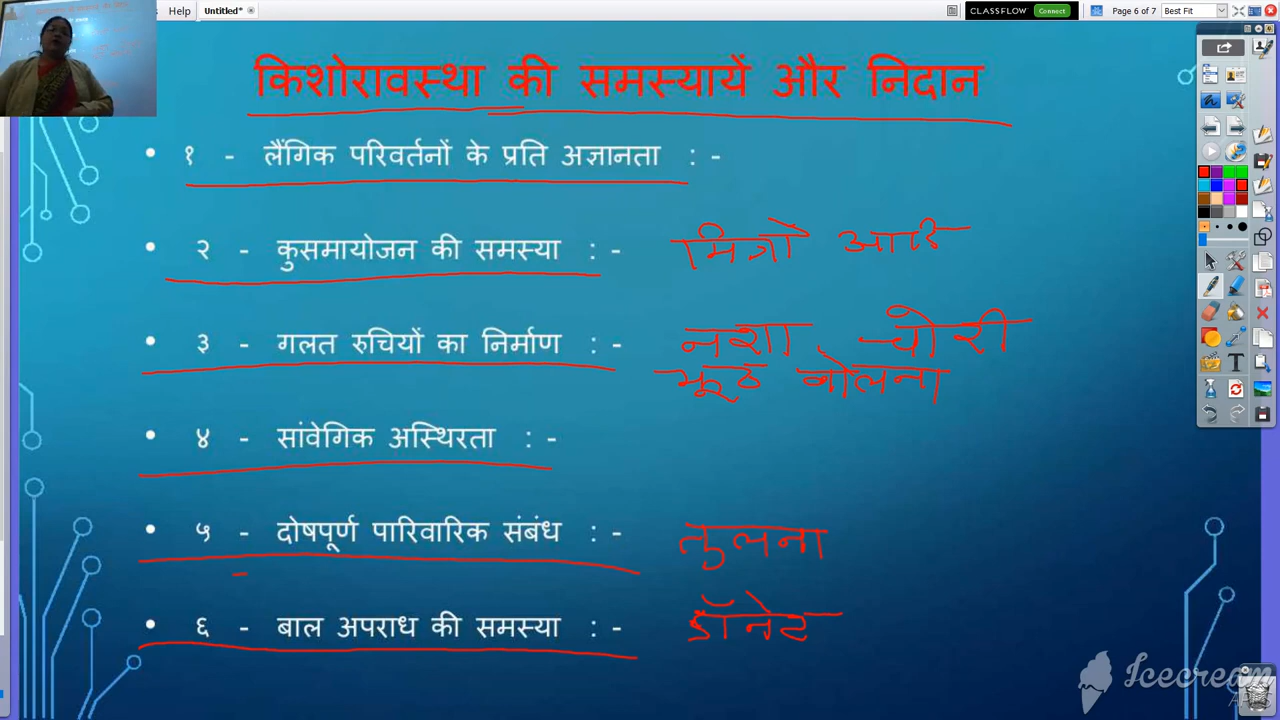 Help Untitled* CLASSFLOW Connect Page 6 of 7 Best Fit
किशोरावस्था की समस्यायें और निदान
• १ - लैंगिक परिवर्तनों के प्रति अज्ञानता : -
• २ - कुसमायोजन की समस्या : - मित्रो आदि
• ३ - गलत रुचियों का निर्माण : - नशा, चोरी
झूठ बोलना
• ४ - सांवेगिक अस्थिरता : -
• ५ - दोषपूर्ण पारिवारिक संबंध : - तुलना
• ६ - बाल अपराध की समस्या : - डॉनेट
Icecream
APPS